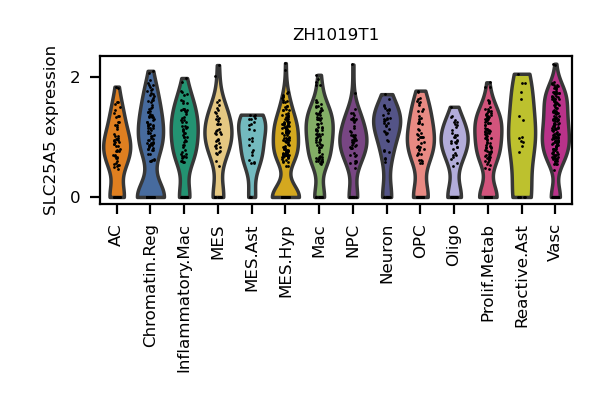 ZH1019T1
SLC25A5 expression
2
0
AC
Chromatin.Reg
Inflammatory.Mac
MES
MES.Ast
MES.Hyp
Mac
NPC
Neuron
OPC
Oligo
Prolif.Metab
Reactive.Ast
Vasc